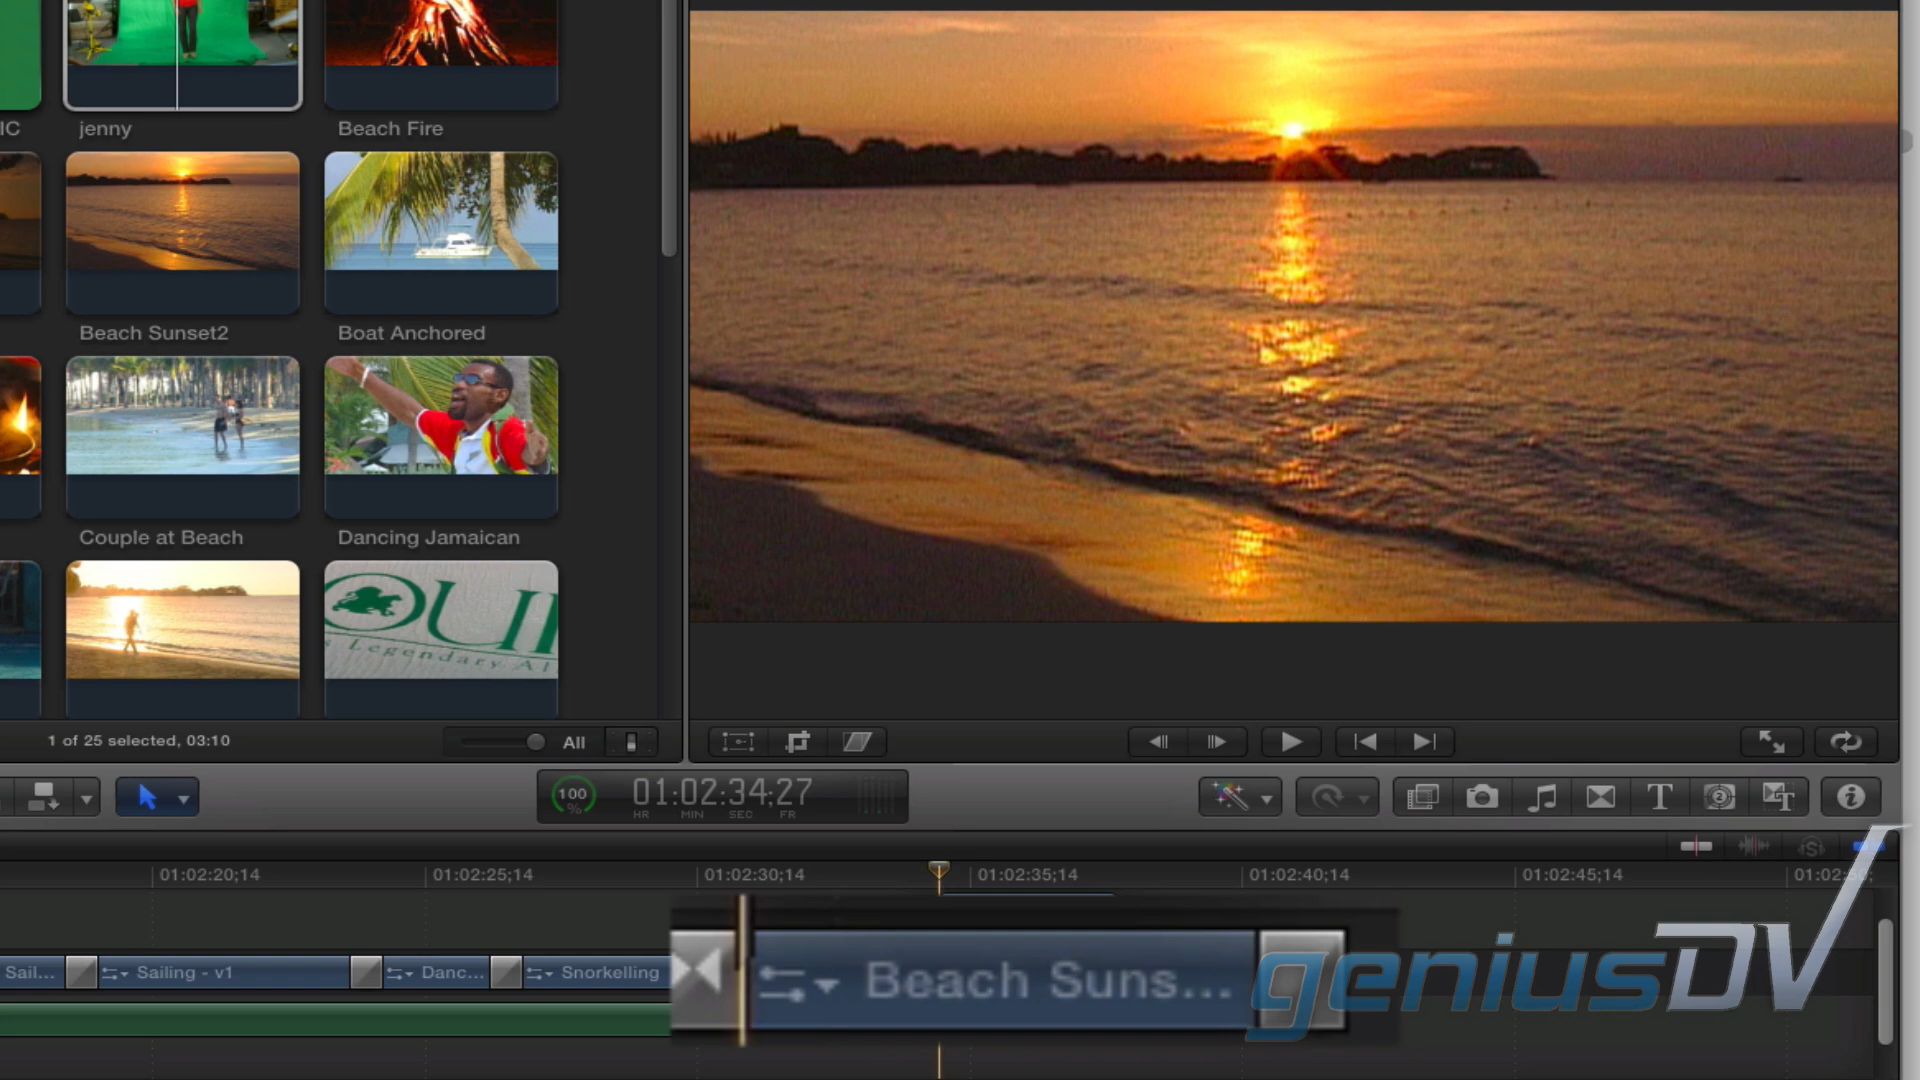 IC
jenny
Beach Fire
Beach Sunset2
Boat Anchored
Couple at Beach
Dancing Jamaican
OUI
s Legendary Al
1 of 25 selected, 03:10
All
100
%
01:02:34;27
HR MIN SEC FR
T
01:02:20;14
01:02:25;14
01:02:30;14
01:02:35;14
01:02:40;14
01:02:45;14
Sail...
Sailing - v1
Danc...
Snorkelling
Beach Suns...
geniusDV